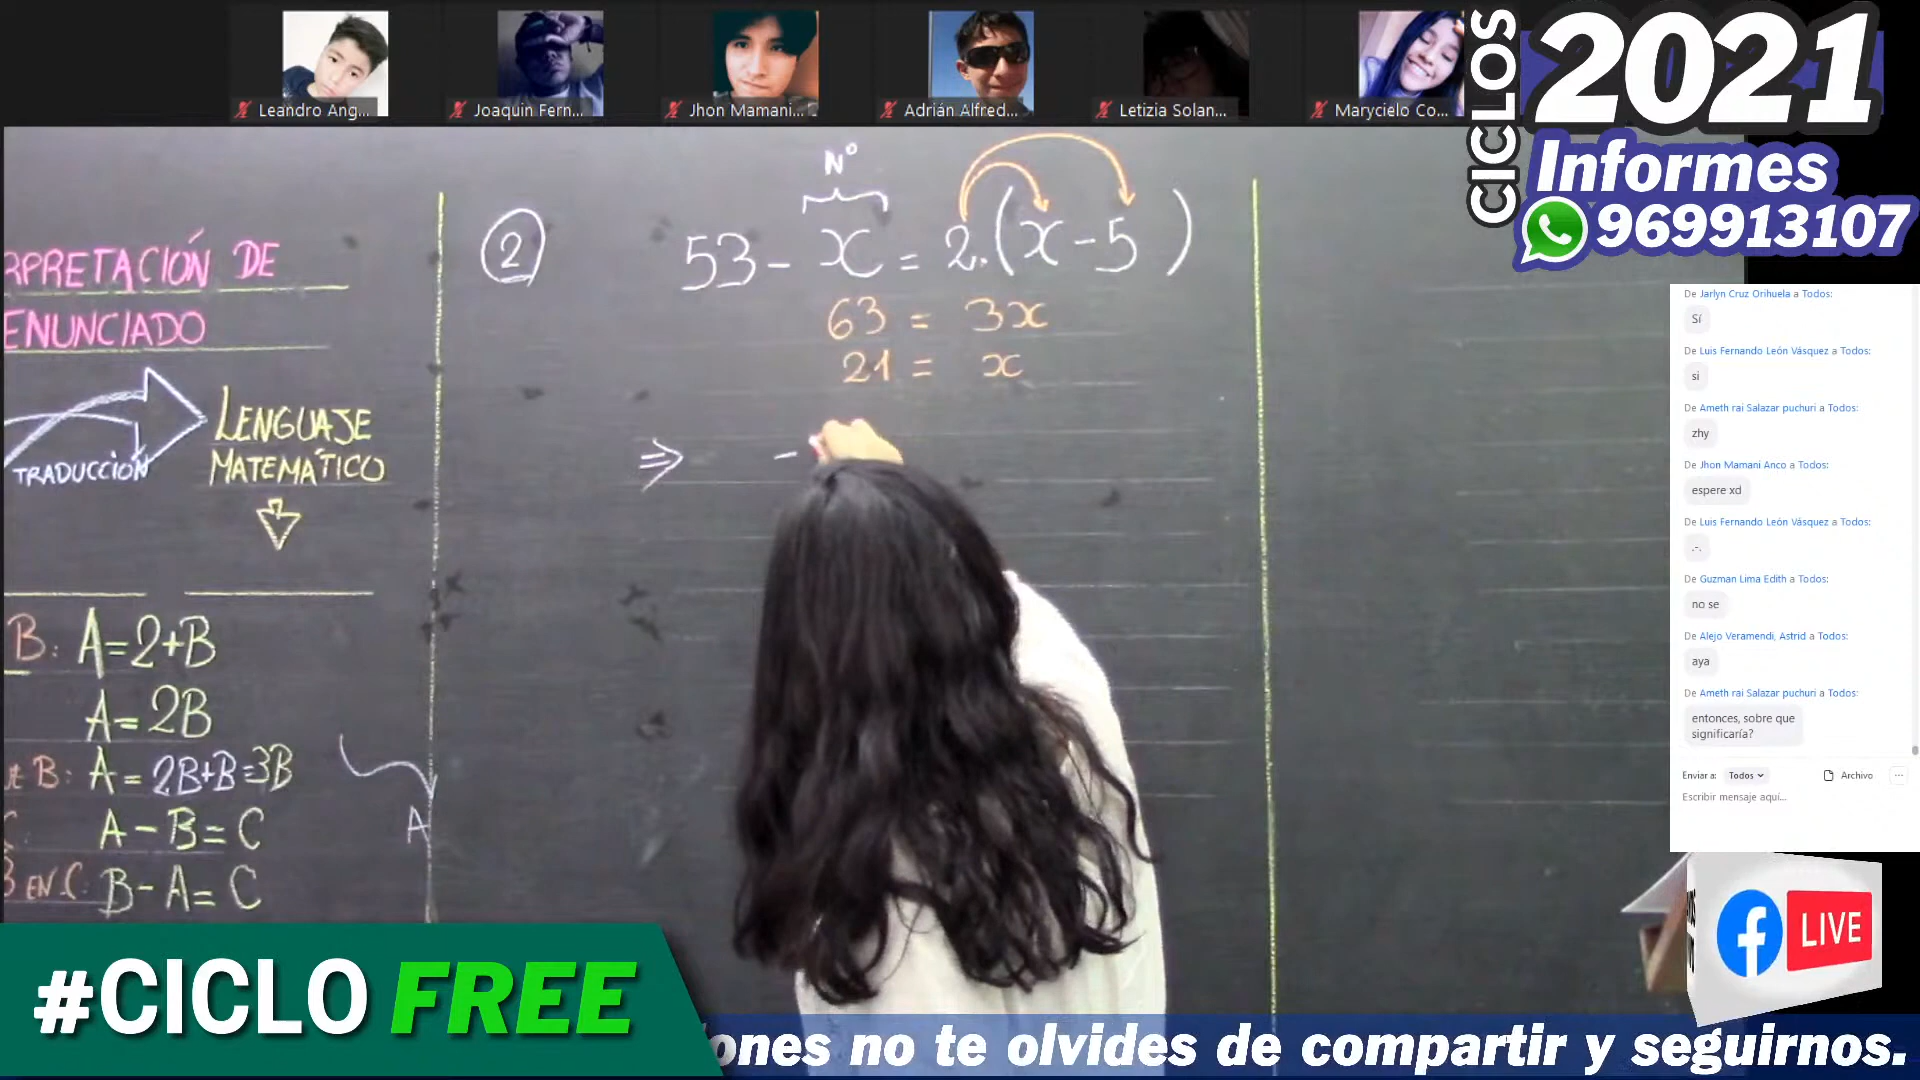 Leandro Ang...
Joaquin Fern...
Jhon Mamani...
Adrián Alfred...
Letizia Solan...
Marycielo Co...
CICLOS
2021
Informes
969913107
RPRETACIÓN DE
ENUNCIADO
TRADUCCIÓN
LENGUAJE
MATEMÁTICO
B: A=2+B
A=2B
B: A=2B+B=3B
A-B=C
B EN C: B-A=C
A
2
N°
53-x=2.(x-5)
63=3x
21=x
⇒ -
De Jarlyn Cruz Orihuela a Todos:
Sí
De Luis Fernando León Vásquez a Todos:
si
De Ameth rai Salazar puchuri a Todos:
zhy
De Jhon Mamani Anco a Todos:
espere xd
De Luis Fernando León Vásquez a Todos:
.-.
De Guzman Lima Edith a Todos:
no se
De Alejo Veramendi, Astrid a Todos:
aya
De Ameth rai Salazar puchuri a Todos:
entonces, sobre que
significaría?
Enviar a: Todos
Archivo
...
Escribir mensaje aquí...
f LIVE
#CICLO FREE
ones no te olvides de compartir y seguirnos.